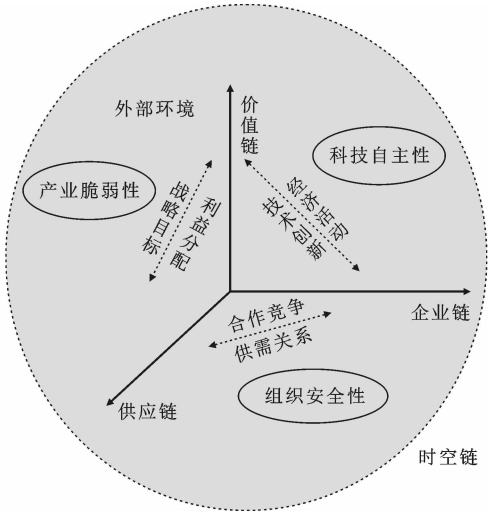 外部环境
价值链
科技自主性
产业脆弱性
战略目标
利益分配
技术创新
经济活动
企业链
合作竞争
供需关系
供应链
组织安全性
时空链